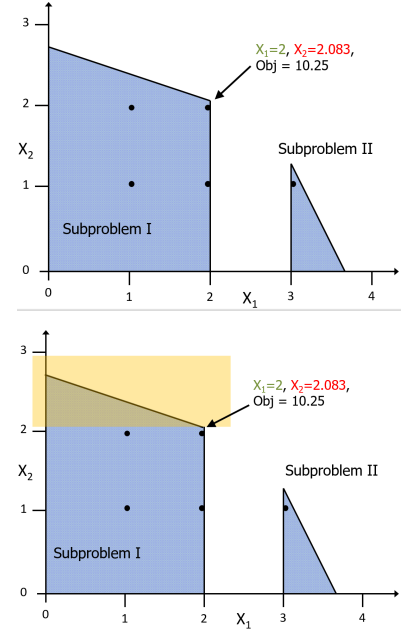 3
X₁=2, X₂=2.083,
Obj = 10.25
2
Subproblem II
X₂
1
Subproblem I
0
0 1 2 X₁ 3 4
3
X₁=2, X₂=2.083,
Obj = 10.25
2
Subproblem II
X₂
1
Subproblem I
0
0 1 2 X₁ 3 4